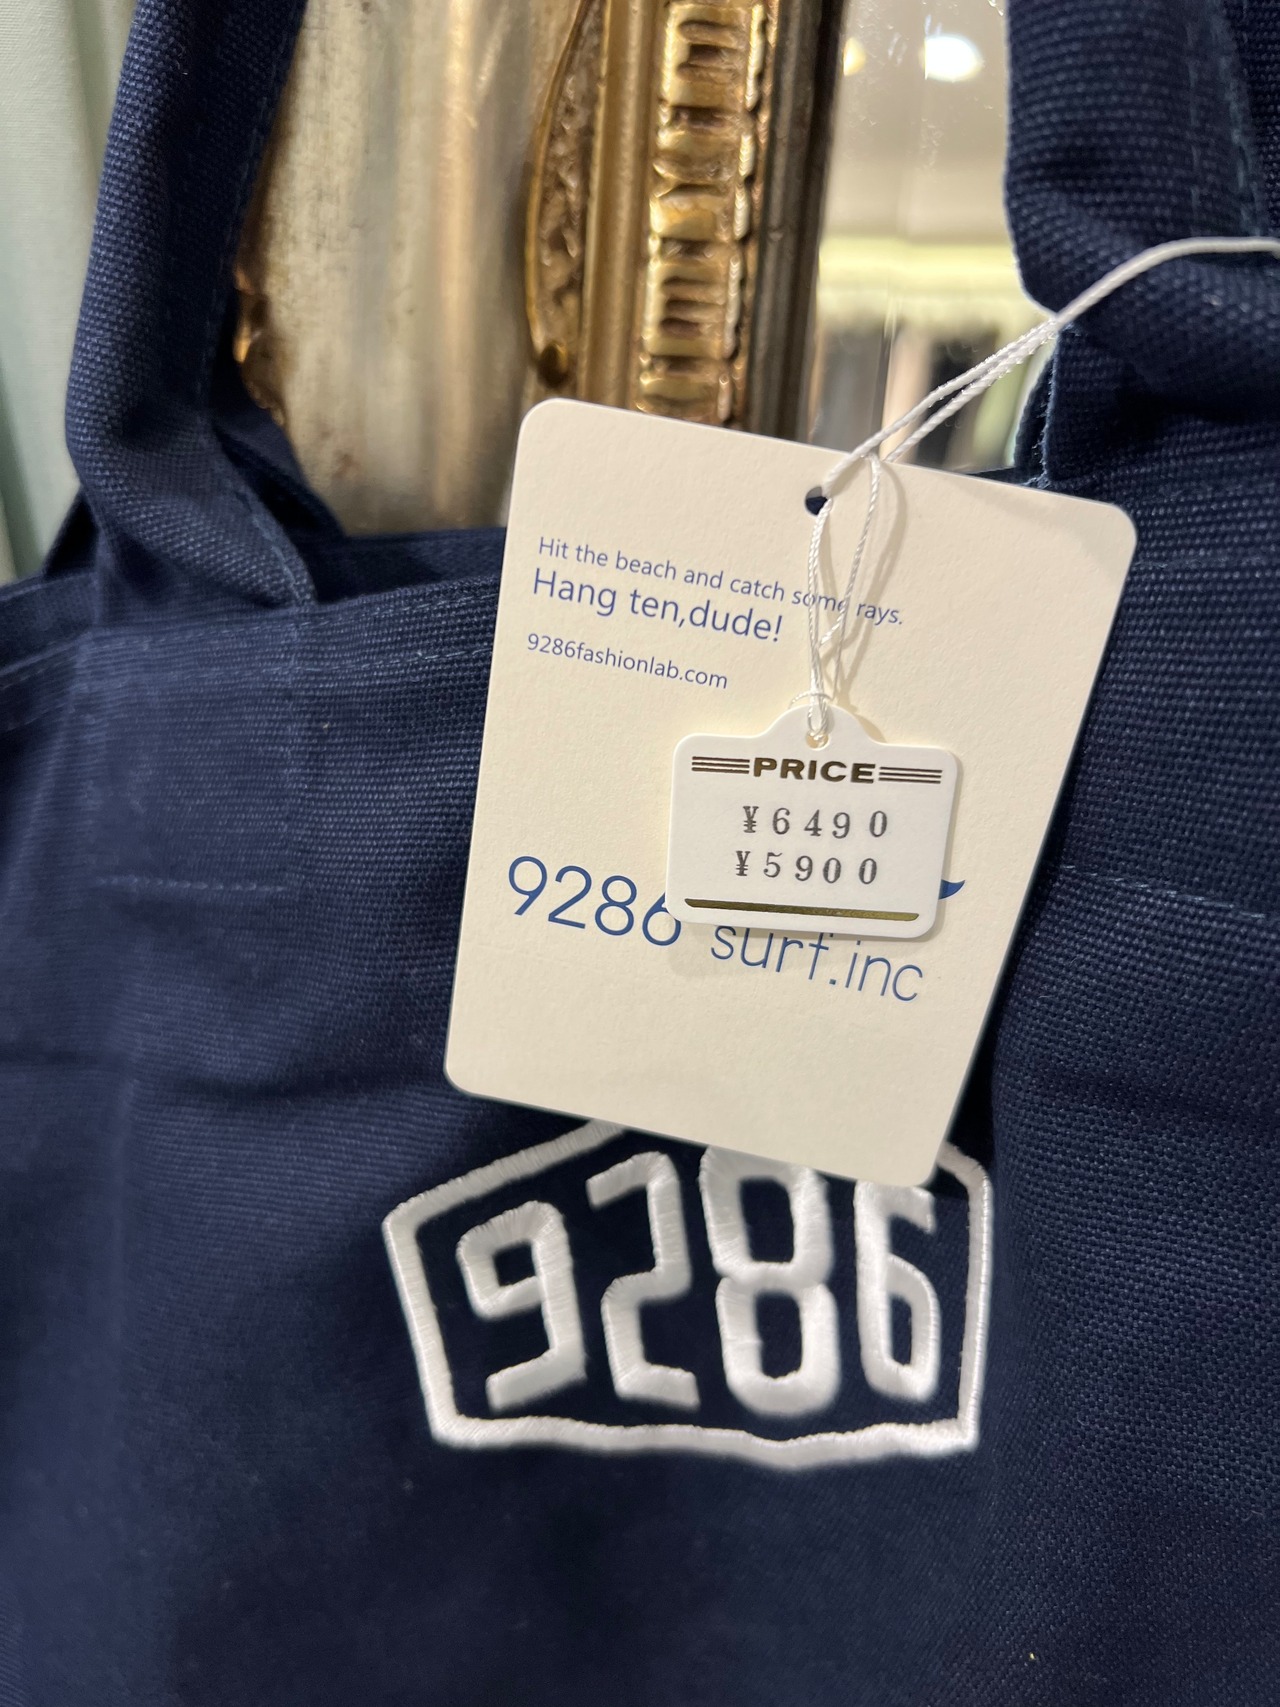 Hit the beach and catch some rays.
Hang ten,dude!
9286fashionlab.com
PRICE
¥6490
¥5900
9286
surf.inc
9286